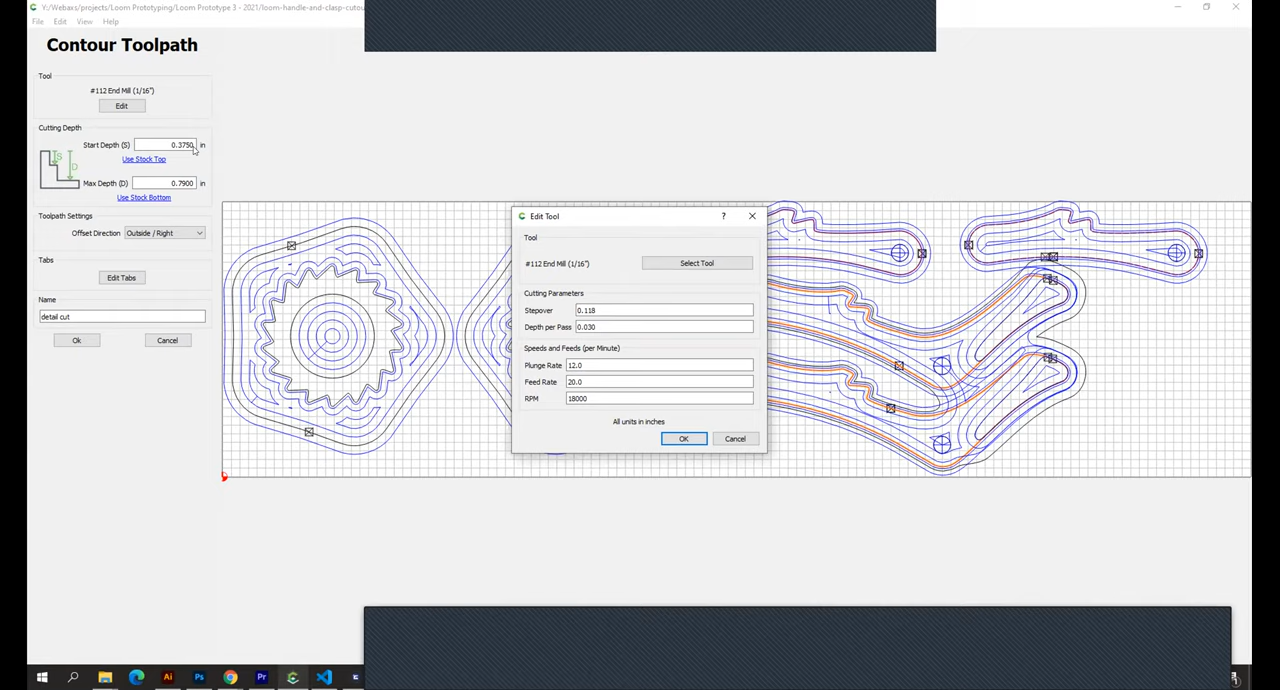 Y:/Webaxs/projects/Loom Prototyping/Loom Prototype 3 - 2021/loom-handle-and-clasp-cutou
File Edit View Help
Contour Toolpath
Tool
#112 End Mill (1/16")
Edit
Cutting Depth
Start Depth (S) 0.3750 in
Use Stock Top
S
D
Max Depth (D) 0.7900 in
Use Stock Bottom
Toolpath Settings
Offset Direction Outside / Right
Tabs
Edit Tabs
Name
detail cut
Ok Cancel
Edit Tool ?
Tool
#112 End Mill (1/16") Select Tool
Cutting Parameters
Stepover 0.118
Depth per Pass 0.030
Speeds and Feeds (per Minute)
Plunge Rate 12.0
Feed Rate 20.0
RPM 18000
All units in inches
OK Cancel
Ai Ps Pr